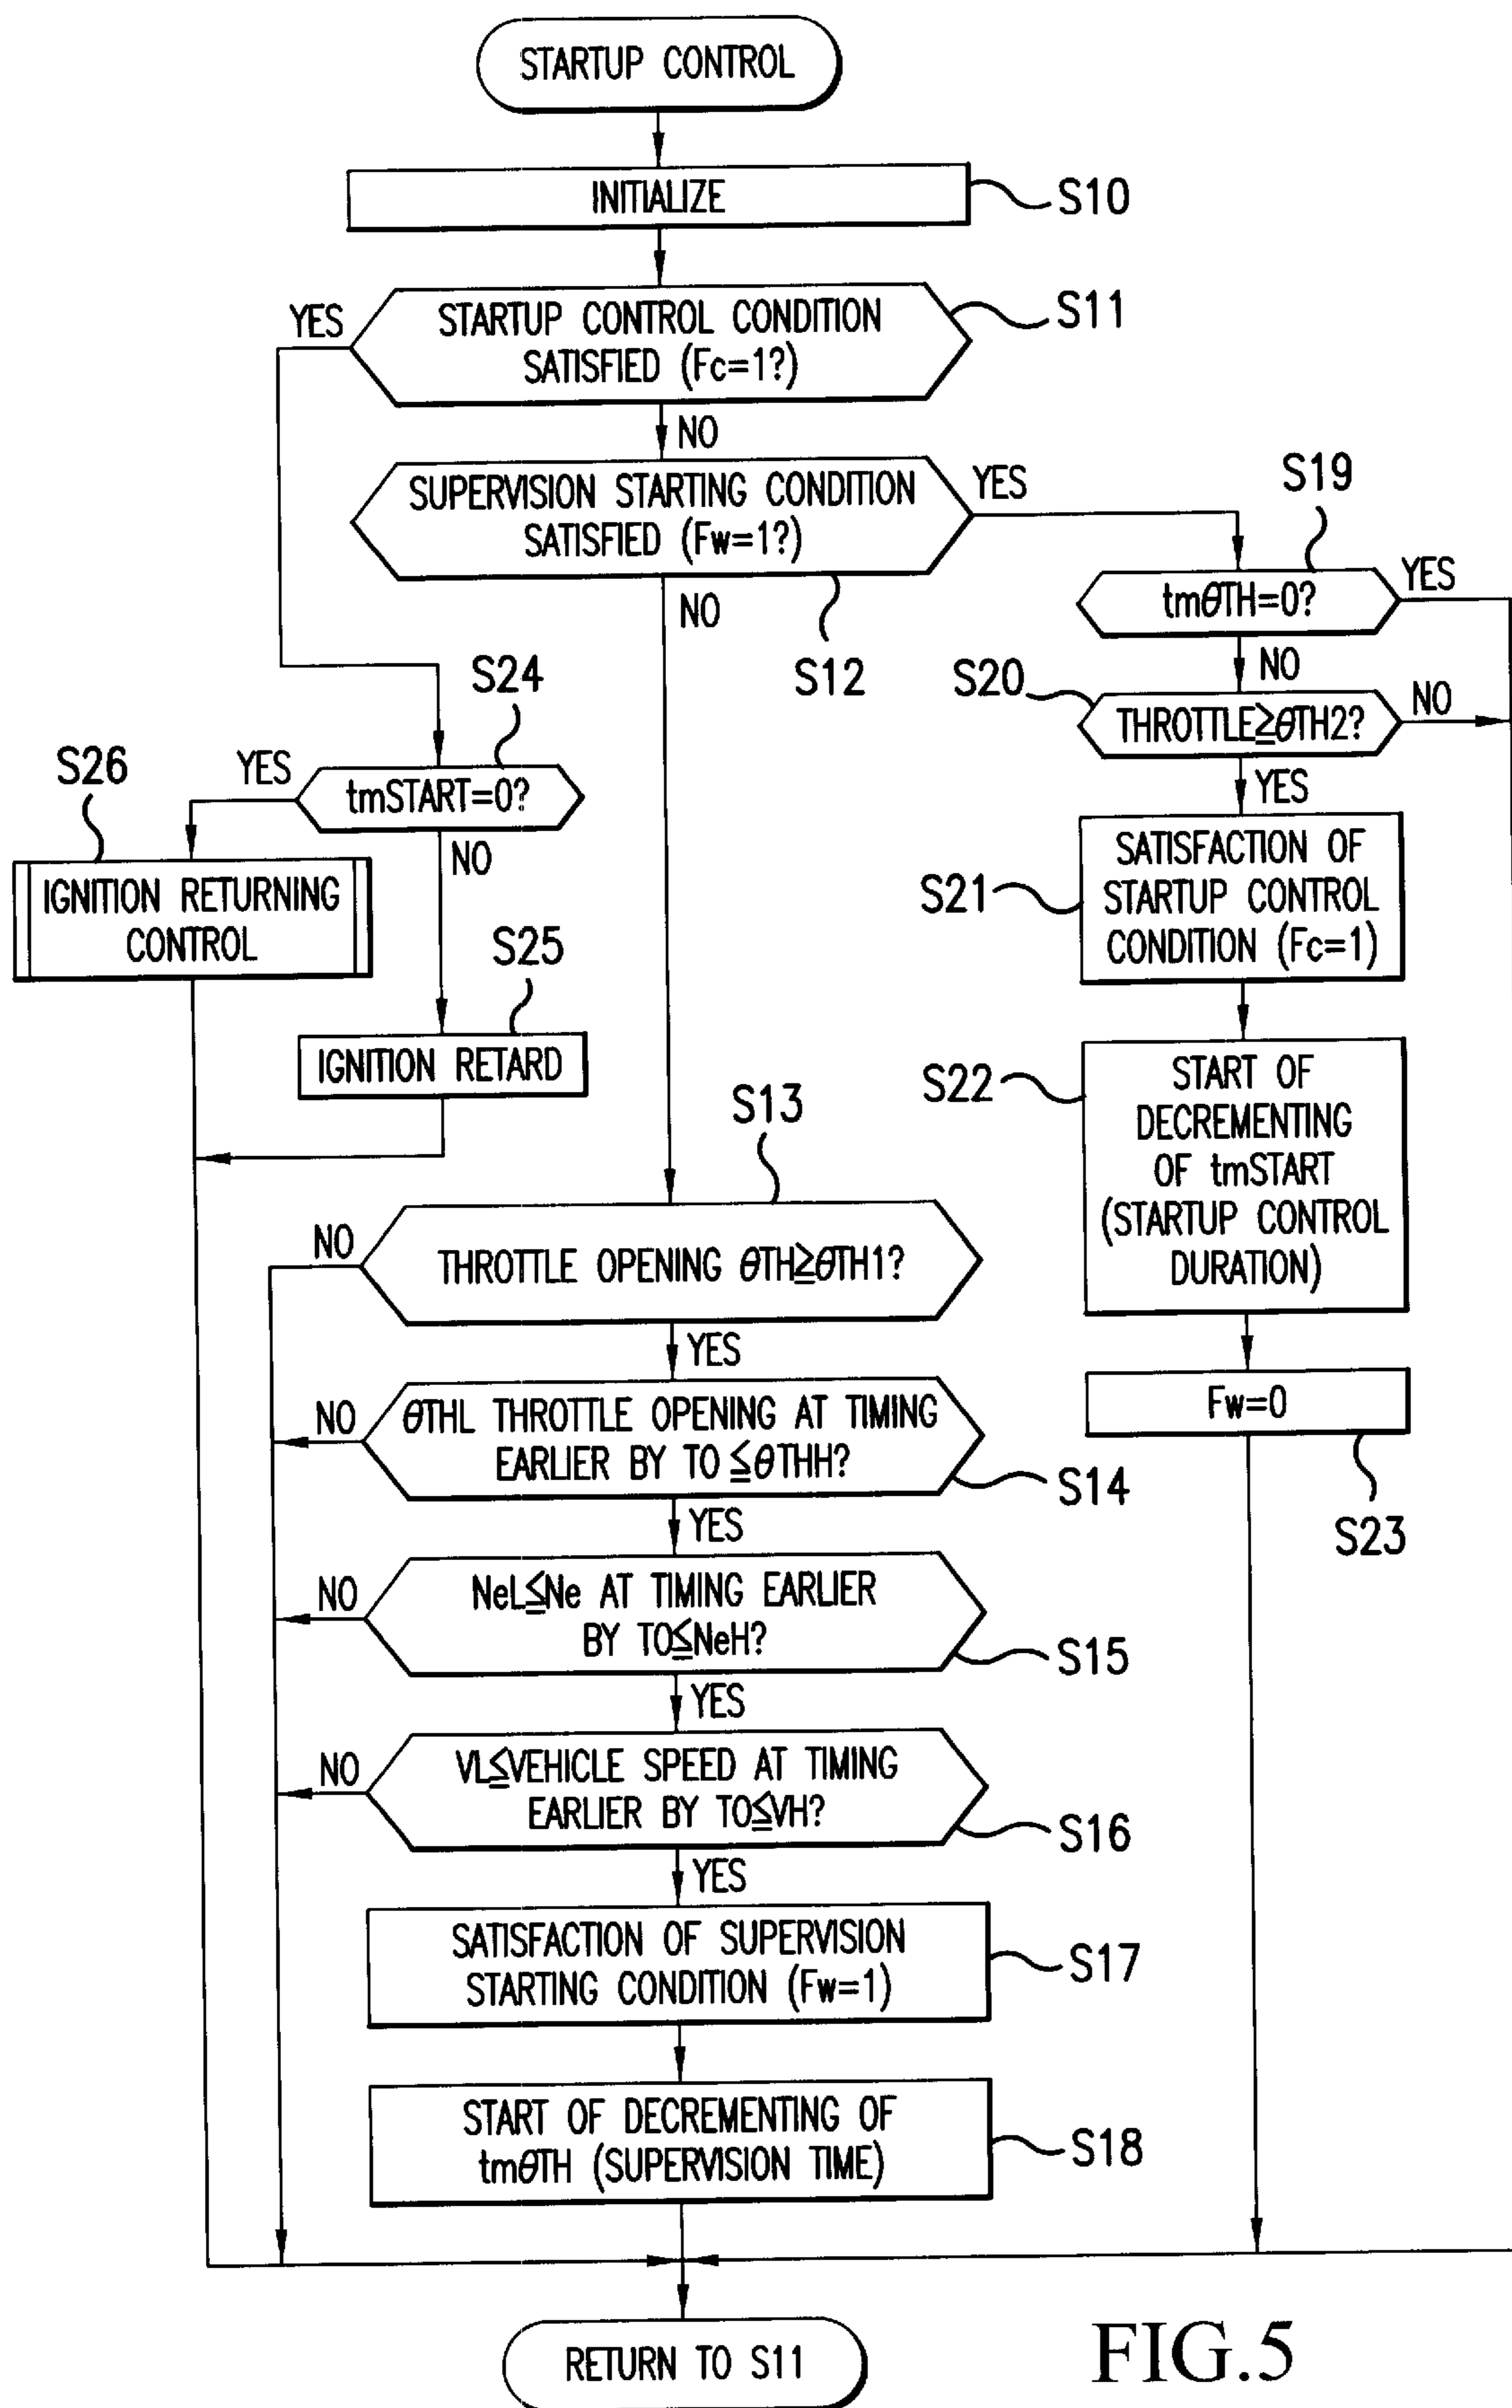 STARTUP CONTROL
INITIALIZE
S10
YES
STARTUP CONTROL CONDITION
SATISFIED (Fc=1?)
S11
NO
SUPERVISION STARTING CONDITION
SATISFIED (Fw=1?)
YES
S12
NO
S19
tmθTH=0?
YES
NO
S20
THROTTLE≧θTH2?
NO
YES
S21
SATISFACTION OF
STARTUP CONTROL
CONDITION (Fc=1)
S22
START OF
DECREMENTING
OF tmSTART
(STARTUP CONTROL
DURATION)
Fw=0
S23
S24
YES
tmSTART=0?
NO
S26
IGNITION RETURNING
CONTROL
S25
IGNITION RETARD
S13
NO
THROTTLE OPENING θTH≧θTH1?
YES
NO
θTHL THROTTLE OPENING AT TIMING
EARLIER BY TO ≦θTHH?
S14
YES
NO
NeL≦Ne AT TIMING EARLIER
BY TO≦NeH?
S15
YES
NO
VL≦VEHICLE SPEED AT TIMING
EARLIER BY TO≦VH?
S16
YES
SATISFACTION OF SUPERVISION
STARTING CONDITION (Fw=1)
S17
START OF DECREMENTING OF
tmθTH (SUPERVISION TIME)
S18
RETURN TO S11
FIG.5